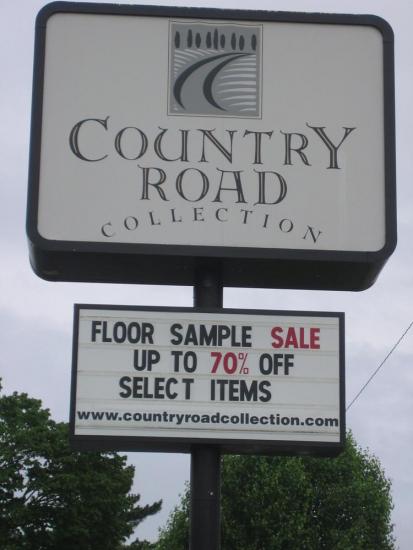 COUNTRY
ROAD
COLLECTION
FLOOR SAMPLE SALE
UP TO 70% OFF
SELECT ITEMS
www.countryroadcollection.com